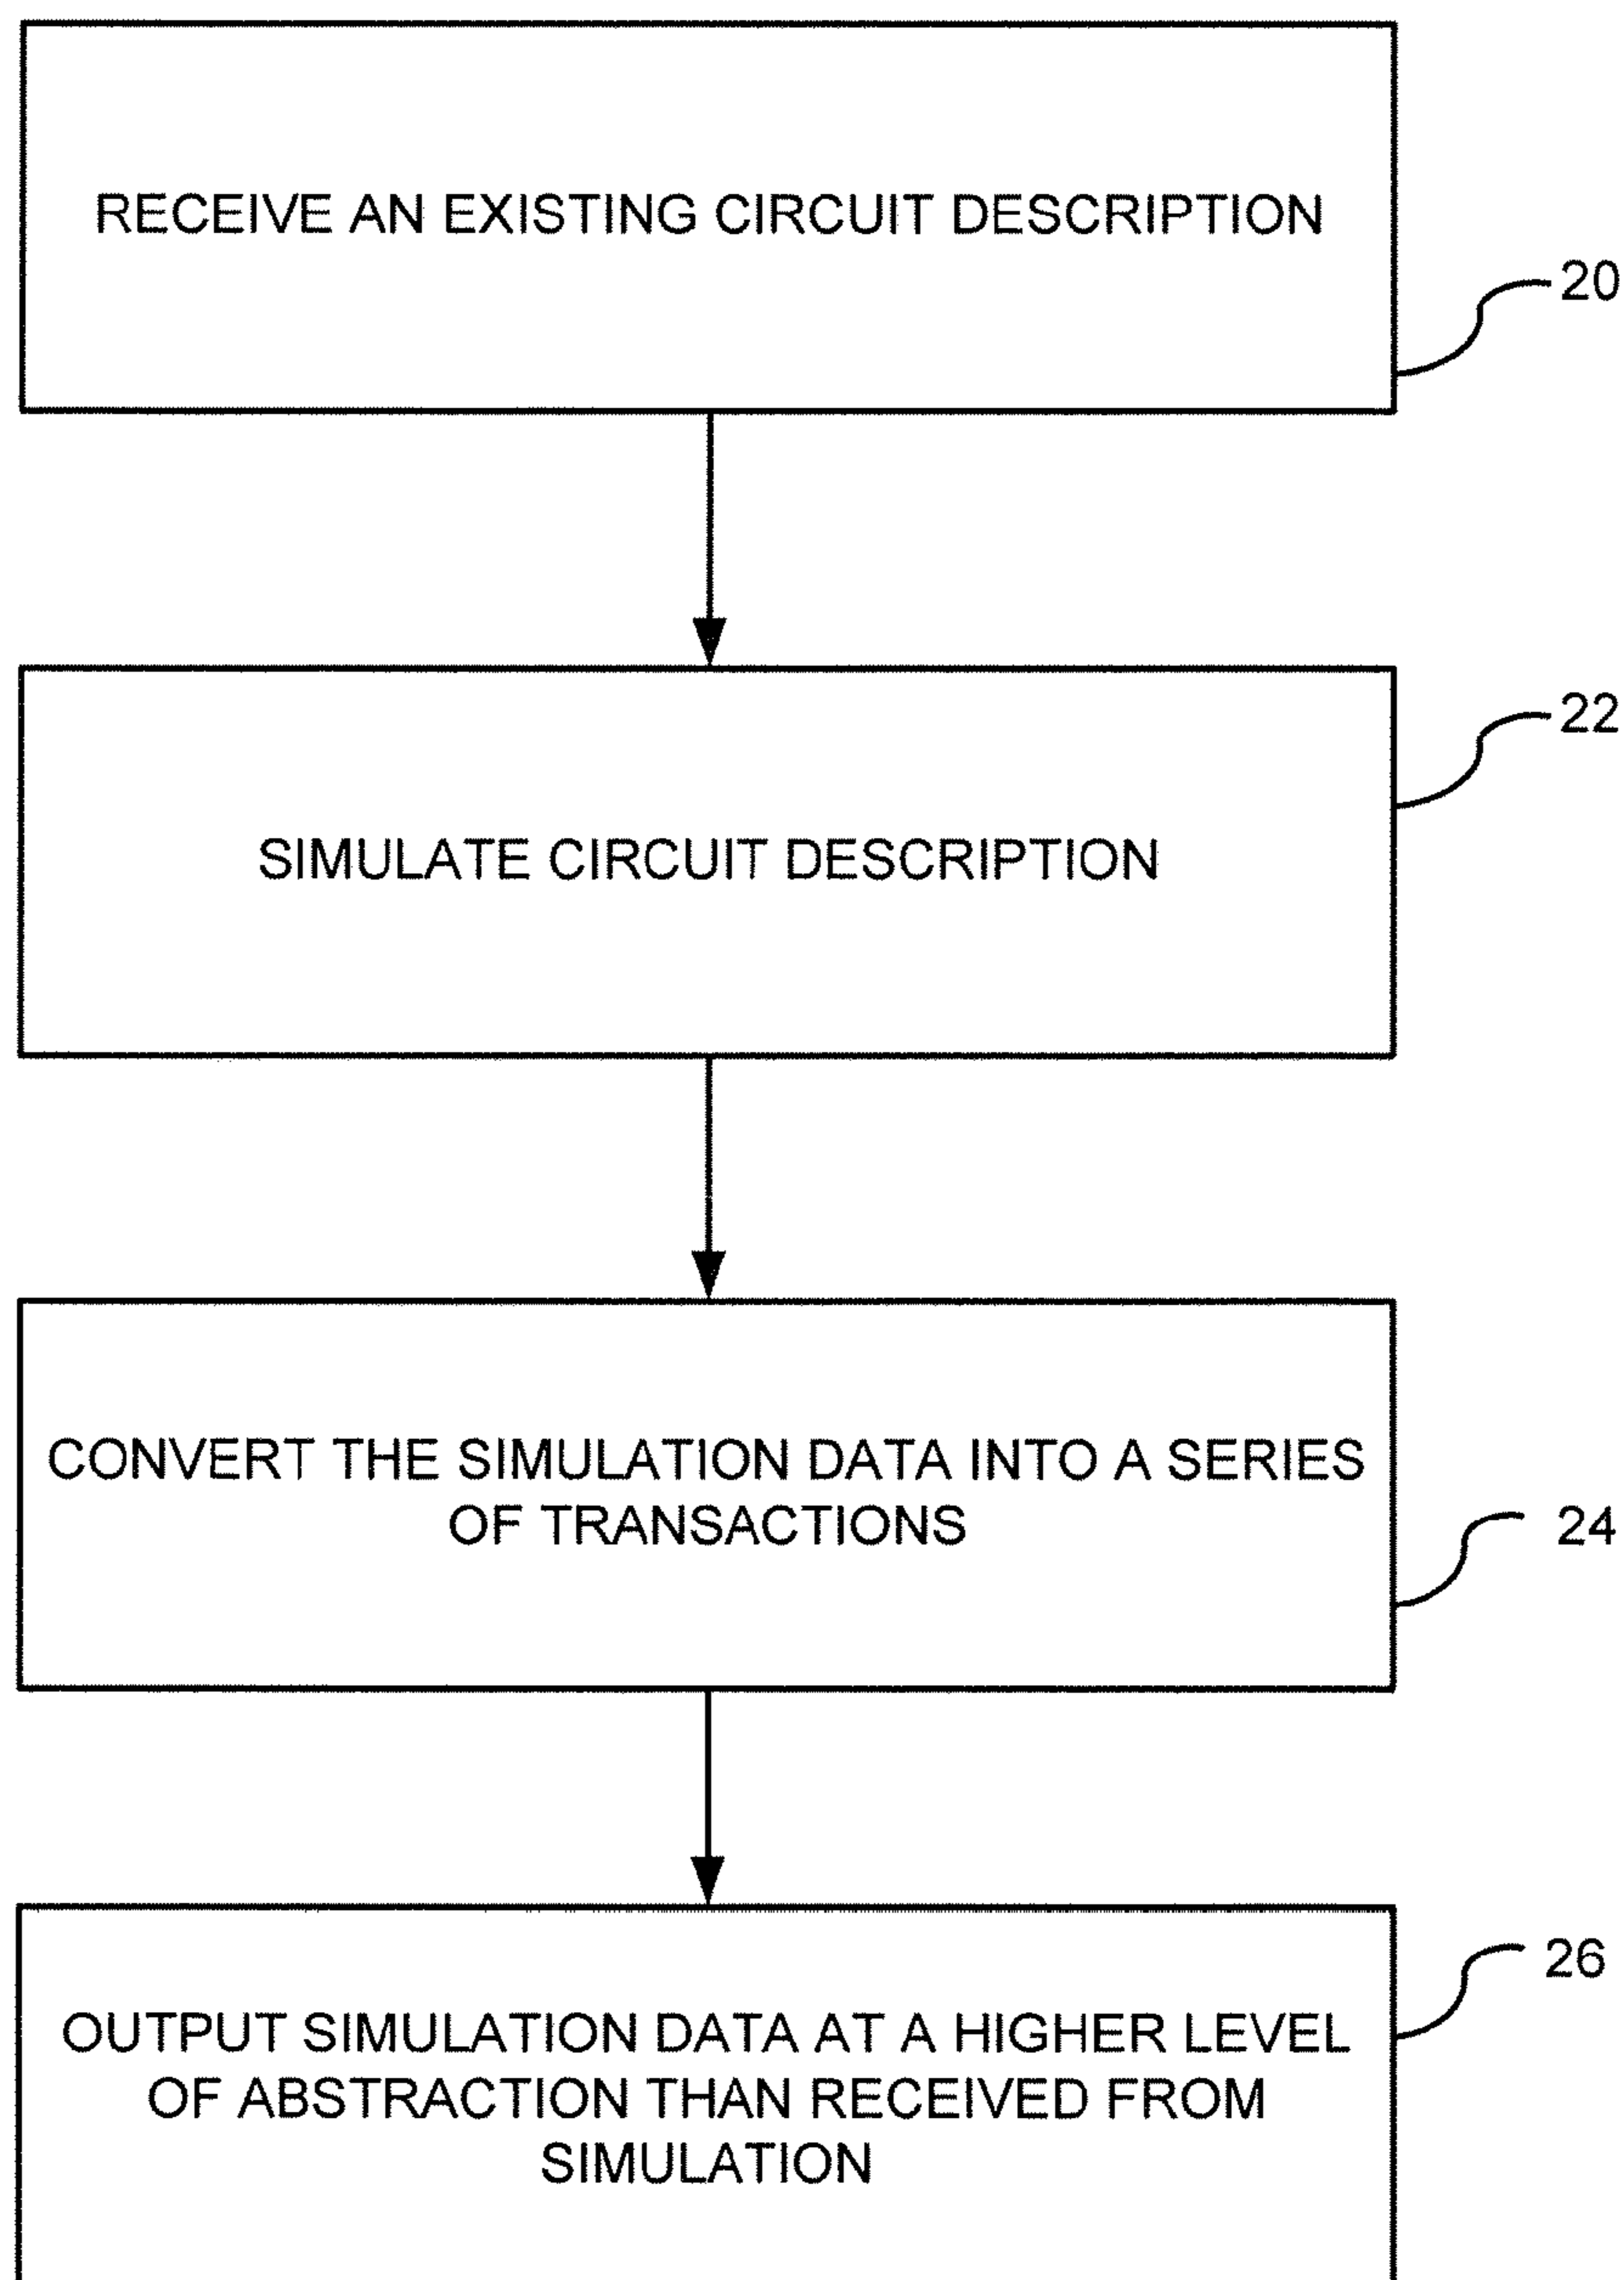 RECEIVE AN EXISTING CIRCUIT DESCRIPTION
20
22
SIMULATE CIRCUIT DESCRIPTION
CONVERT THE SIMULATION DATA INTO A SERIES
OF TRANSACTIONS
24
26
OUTPUT SIMULATION DATA AT A HIGHER LEVEL
OF ABSTRACTION THAN RECEIVED FROM
SIMULATION